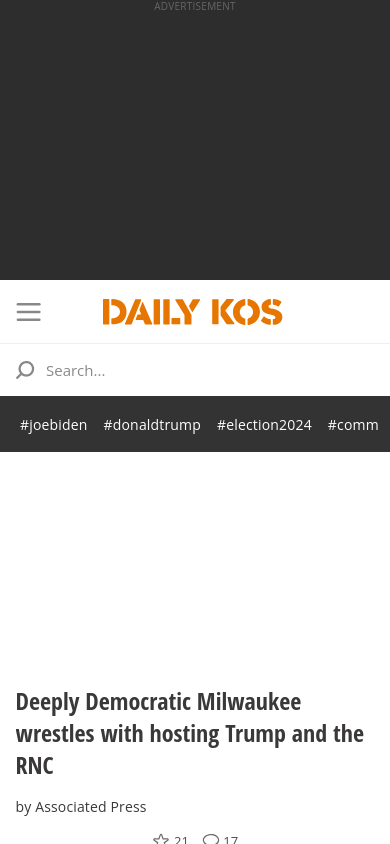 ADVERTISEMENT
DAILY KOS
Search...
#joebiden #donaldtrump #election2024 #comm
Deeply Democratic Milwaukee
wrestles with hosting Trump and the
RNC
by Associated Press
21 17